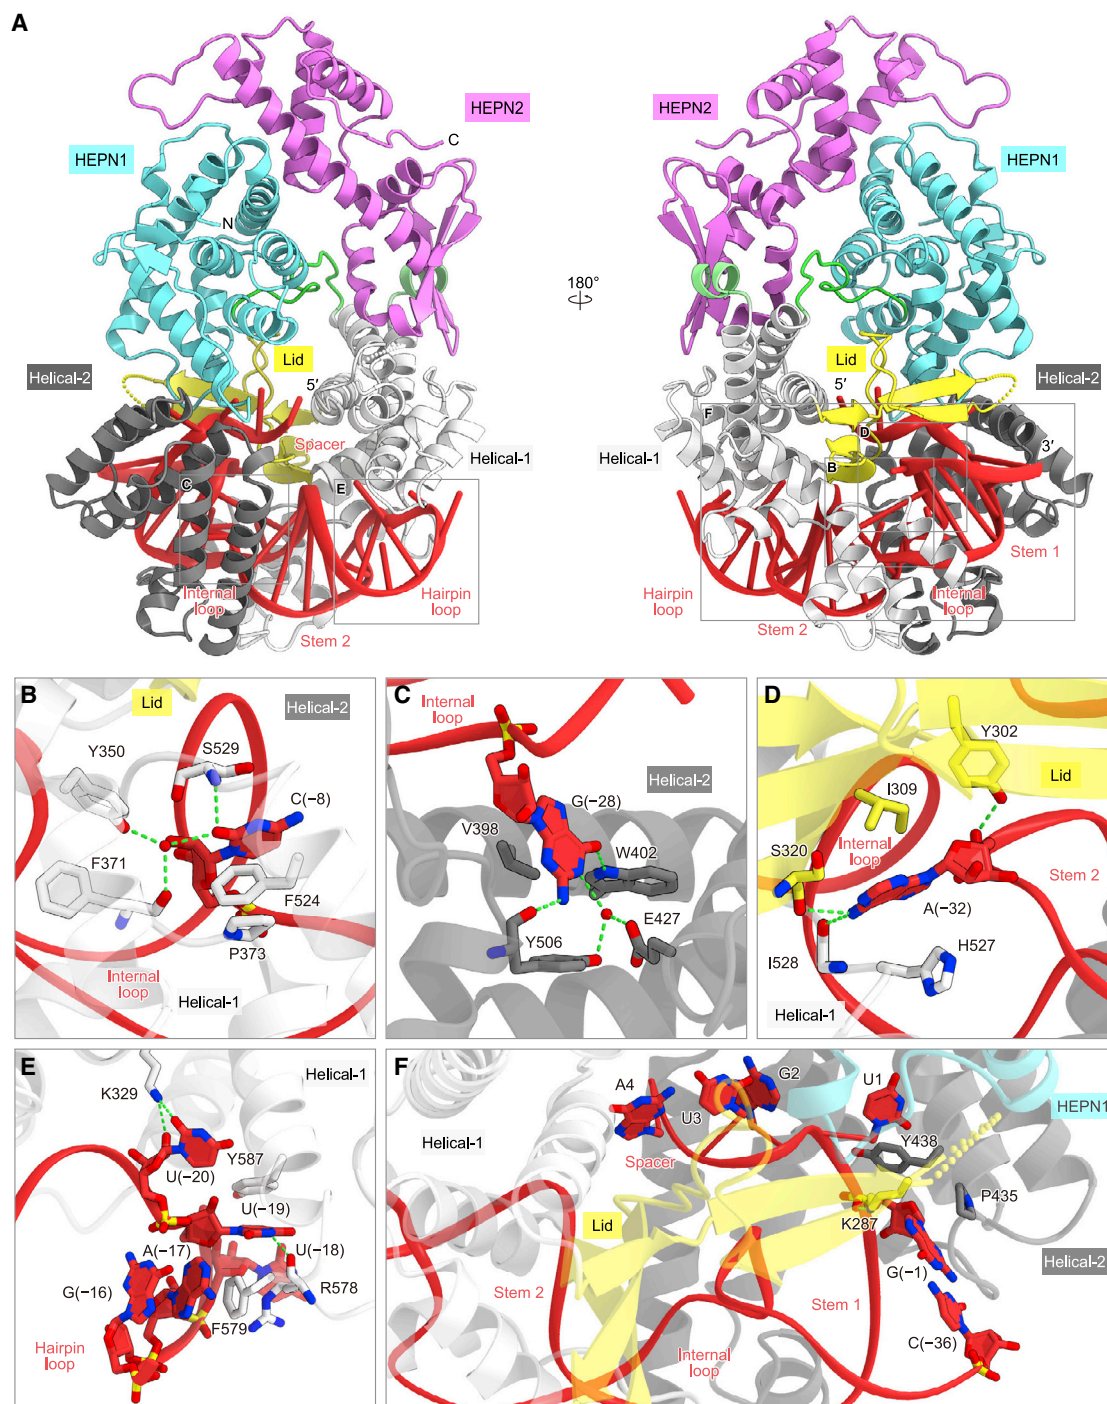 A
HEPN2
C
HEPN1
N
Helical-2
Lid
5′
Spacer
Helical-1
C
E
Internal
loop
Hairpin
loop
Stem 2
180°
HEPN2
HEPN1
Lid
5′
Helical-2
F
D
3′
B
Helical-1
Stem 1
Hairpin
loop
Internal
loop
Stem 2
B
Lid
Helical-2
Y350
S529
C(−8)
F371
F524
P373
Internal
loop
Helical-1
C
Internal
loop
Helical-2
G(−28)
V398
W402
E427
Y506
D
Y302
Lid
I309
Internal
loop
S320
Stem 2
A(−32)
I528
H527
Helical-1
E
Helical-1
K329
Y587
U(−20)
U(−19)
A(−17)
U(−18)
G(−16)
R578
F579
Hairpin
loop
F
A4
G2
U1
U3
HEPN1
Helical-1
Y438
Spacer
P435
Lid
K287
Helical-2
G(−1)
Stem 2
Stem 1
C(−36)
Internal
loop